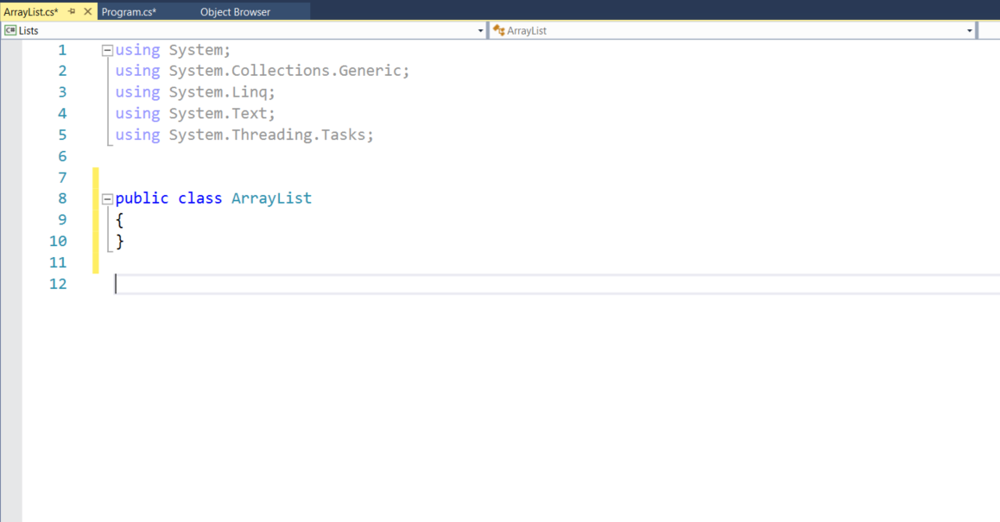 ArrayList.cs* Program.cs* Object Browser
C# Lists ArrayList
1 using System;
2 using System.Collections.Generic;
3 using System.Linq;
4 using System.Text;
5 using System.Threading.Tasks;
6
7
8 public class ArrayList
9 {
10 }
11
12